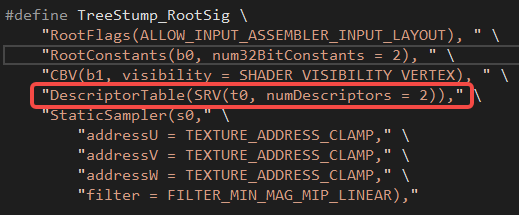 #define TreeStump_RootSig \
"RootFlags(ALLOW_INPUT_ASSEMBLER_INPUT_LAYOUT), " \
"RootConstants(b0, num32BitConstants = 2), " \
"CBV(b1, visibility = SHADER_VISIBILITY_VERTEX), " \
"DescriptorTable(SRV(t0, numDescriptors = 2))," \
"StaticSampler(s0," \
"addressU = TEXTURE_ADDRESS_CLAMP," \
"addressV = TEXTURE_ADDRESS_CLAMP," \
"addressW = TEXTURE_ADDRESS_CLAMP," \
"filter = FILTER_MIN_MAG_MIP_LINEAR),"